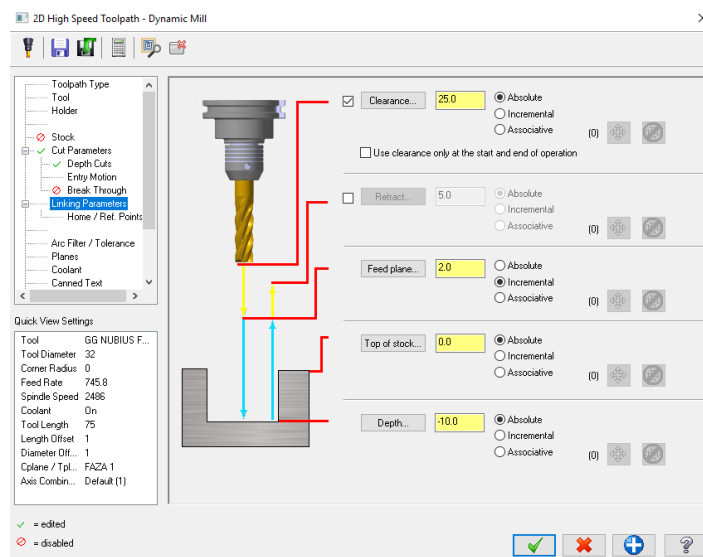 2D High Speed Toolpath - Dynamic Mill
Toolpath Type
Tool
Holder
Stock
Cut Parameters
Depth Cuts
Entry Motion
Break Through
Linking Parameters
Home / Ref. Points
Arc Filter / Tolerance
Planes
Coolant
Canned Text
Quick View Settings
Tool GG NUBIUS F...
Tool Diameter 32
Corner Radius 0
Feed Rate 745.8
Spindle Speed 2486
Coolant On
Tool Length 75
Length Offset 1
Diameter Off... 1
Cplane / Tpl... FAZA 1
Axis Combin... Default (1)
= edited
= disabled
Clearance... 25.0 Absolute
Incremental
Associative (0)
Use clearance only at the start and end of operation
Retract... 5.0 Absolute
Incremental
Associative (0)
Feed plane... 2.0 Absolute
Incremental
Associative (0)
Top of stock... 0.0 Absolute
Incremental
Associative (0)
Depth... -10.0 Absolute
Incremental
Associative (0)